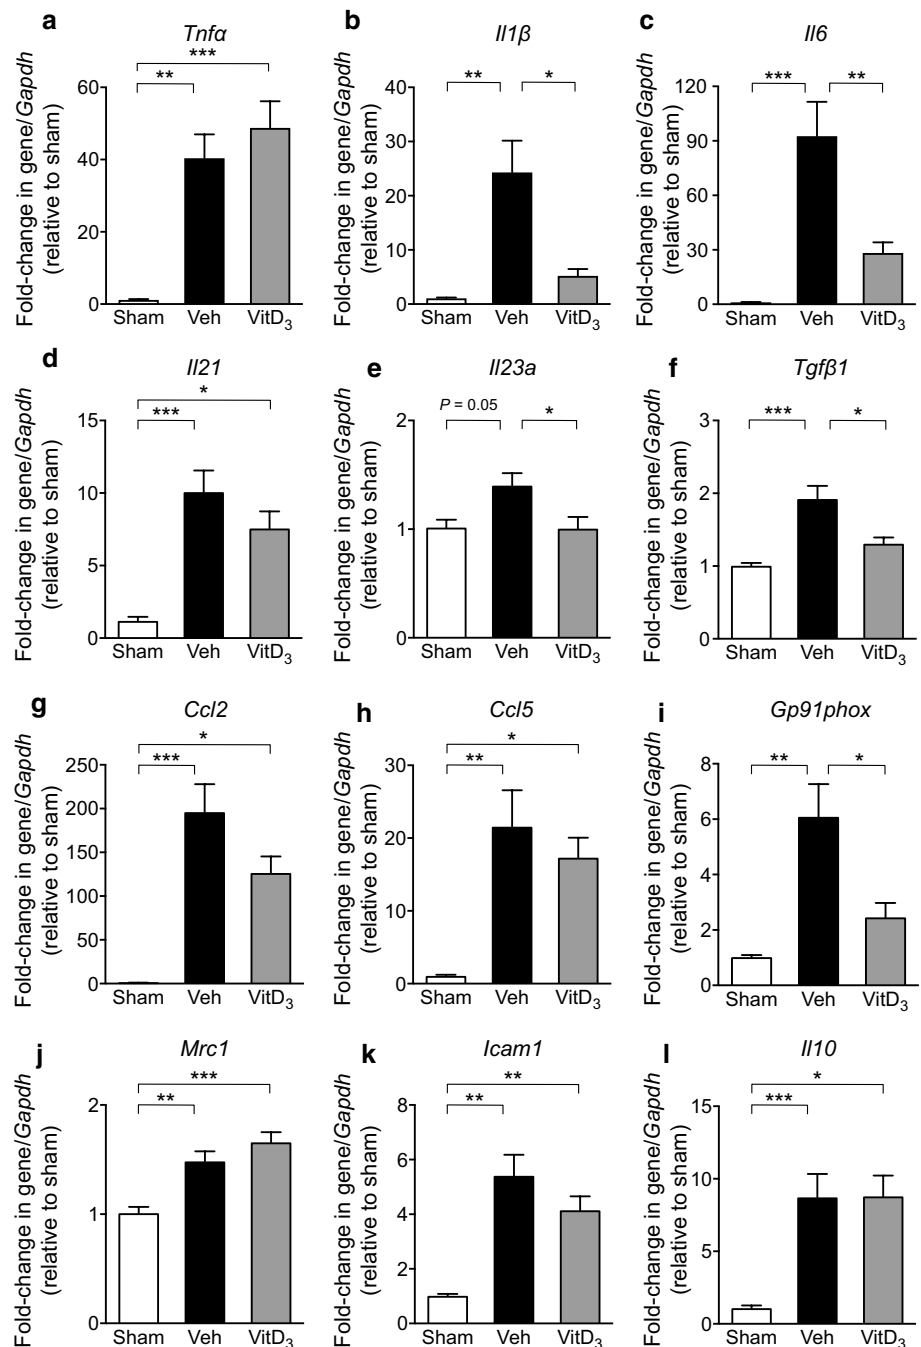 a
Tnfα
***
**
Fold-change in gene/Gapdh
(relative to sham)
60
40
20
0
Sham Veh VitD3
b
Il1β
** *
Fold-change in gene/Gapdh
(relative to sham)
40
30
20
10
0
Sham Veh VitD3
c
Il6
*** **
Fold-change in gene/Gapdh
(relative to sham)
120
90
60
30
0
Sham Veh VitD3
d
Il21
*
***
Fold-change in gene/Gapdh
(relative to sham)
15
10
5
0
Sham Veh VitD3
e
Il23a
P = 0.05 *
Fold-change in gene/Gapdh
(relative to sham)
2
1
0
Sham Veh VitD3
f
Tgfβ1
*** *
Fold-change in gene/Gapdh
(relative to sham)
3
2
1
0
Sham Veh VitD3
g
Ccl2
*
***
Fold-change in gene/Gapdh
(relative to sham)
250
200
150
100
50
0
Sham Veh VitD3
h
Ccl5
*
**
Fold-change in gene/Gapdh
(relative to sham)
30
20
10
0
Sham Veh VitD3
i
Gp91phox
** *
Fold-change in gene/Gapdh
(relative to sham)
8
6
4
2
0
Sham Veh VitD3
j
Mrc1
***
**
Fold-change in gene/Gapdh
(relative to sham)
2
1
0
Sham Veh VitD3
k
Icam1
**
**
Fold-change in gene/Gapdh
(relative to sham)
8
6
4
2
0
Sham Veh VitD3
l
Il10
*
***
Fold-change in gene/Gapdh
(relative to sham)
15
10
5
0
Sham Veh VitD3